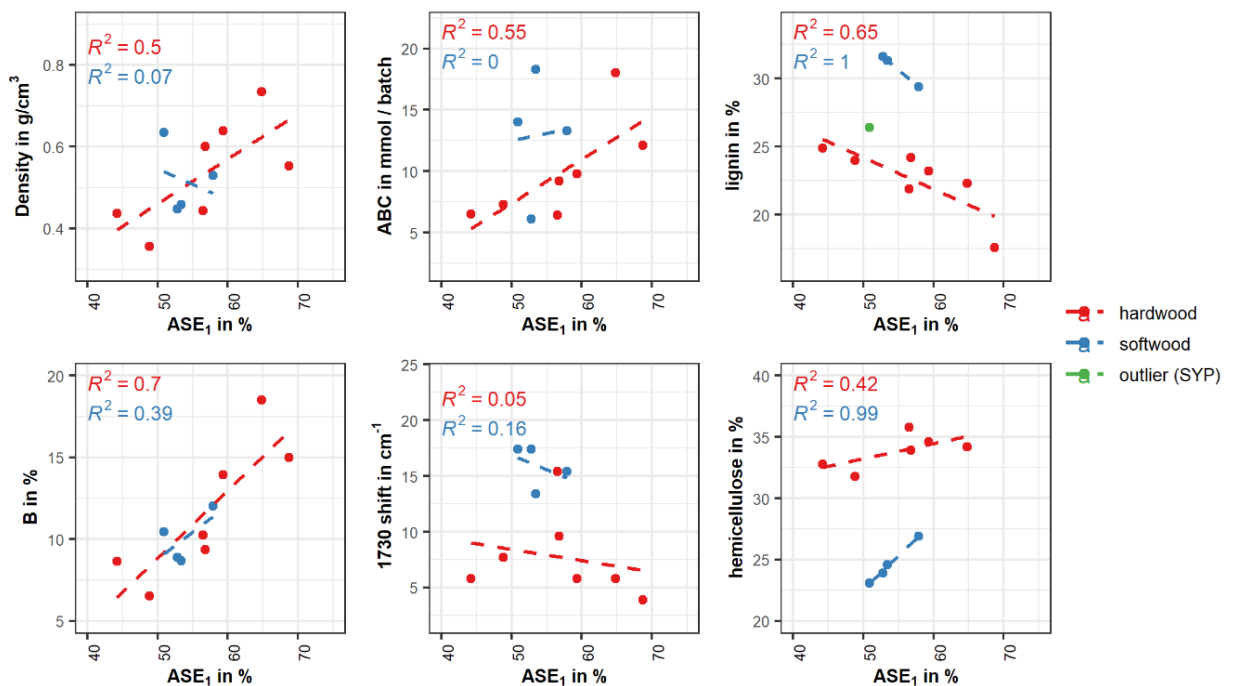 R² = 0.5
R² = 0.07
Density in g/cm³
0.8
0.6
0.4
40 50 60 70
ASE₁ in %
R² = 0.55
R² = 0
ABC in mmol / batch
20
15
10
5
40 50 60 70
ASE₁ in %
R² = 0.65
R² = 1
lignin in %
30%
25%
20%
40 50 60 70
ASE₁ in %
a hardwood
a softwood
a outlier (SYP)
R² = 0.7
R² = 0.39
B in %
20%
15%
10%
5%
40 50 60 70
ASE₁ in %
R² = 0.05
R² = 0.16
1730 shift in cm⁻¹
25
20
15
10
5
40 50 60 70
ASE₁ in %
R² = 0.42
R² = 0.99
hemicellulose in %
40%
35%
30%
25%
20%
40 50 60 70
ASE₁ in %